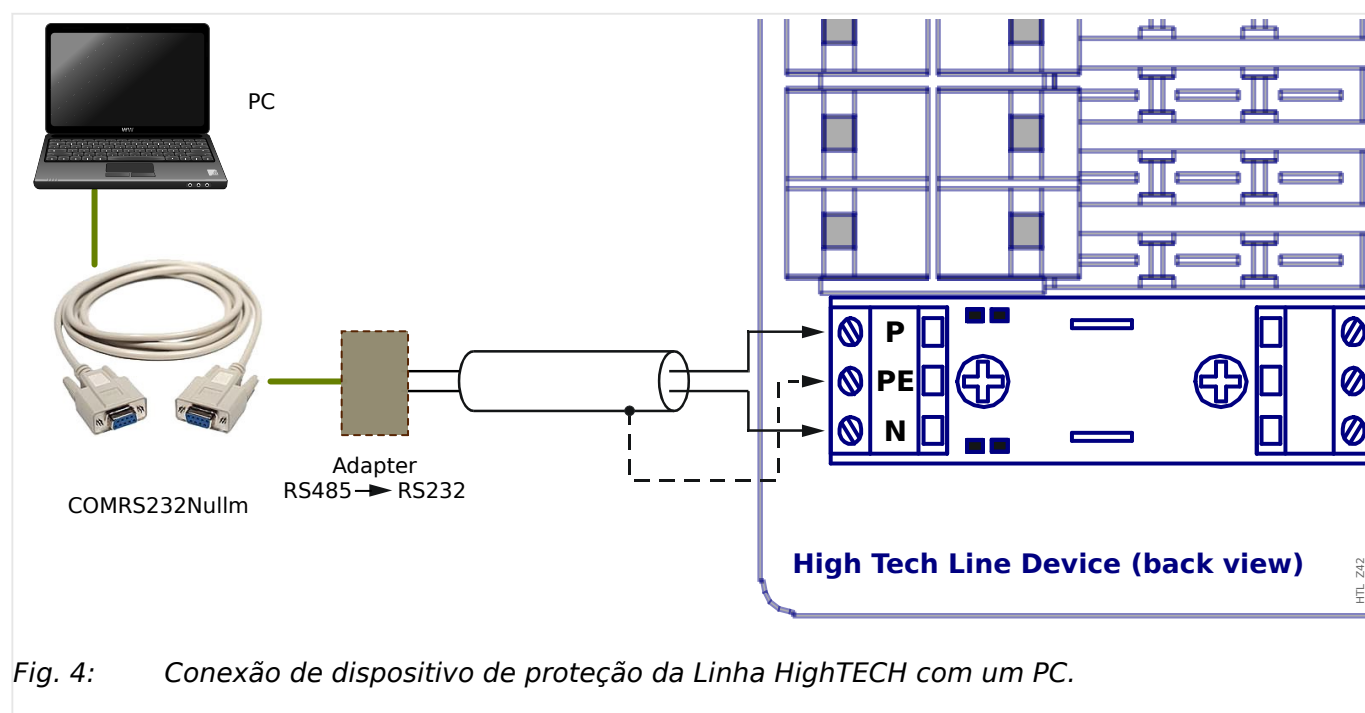 PC
P
PE
N
Adapter
RS485 RS232
COMRS232Nullm
High Tech Line Device (back view)
HTL_Z42
Fig. 4: Conexão de dispositivo de proteção da Linha HighTECH com um PC.